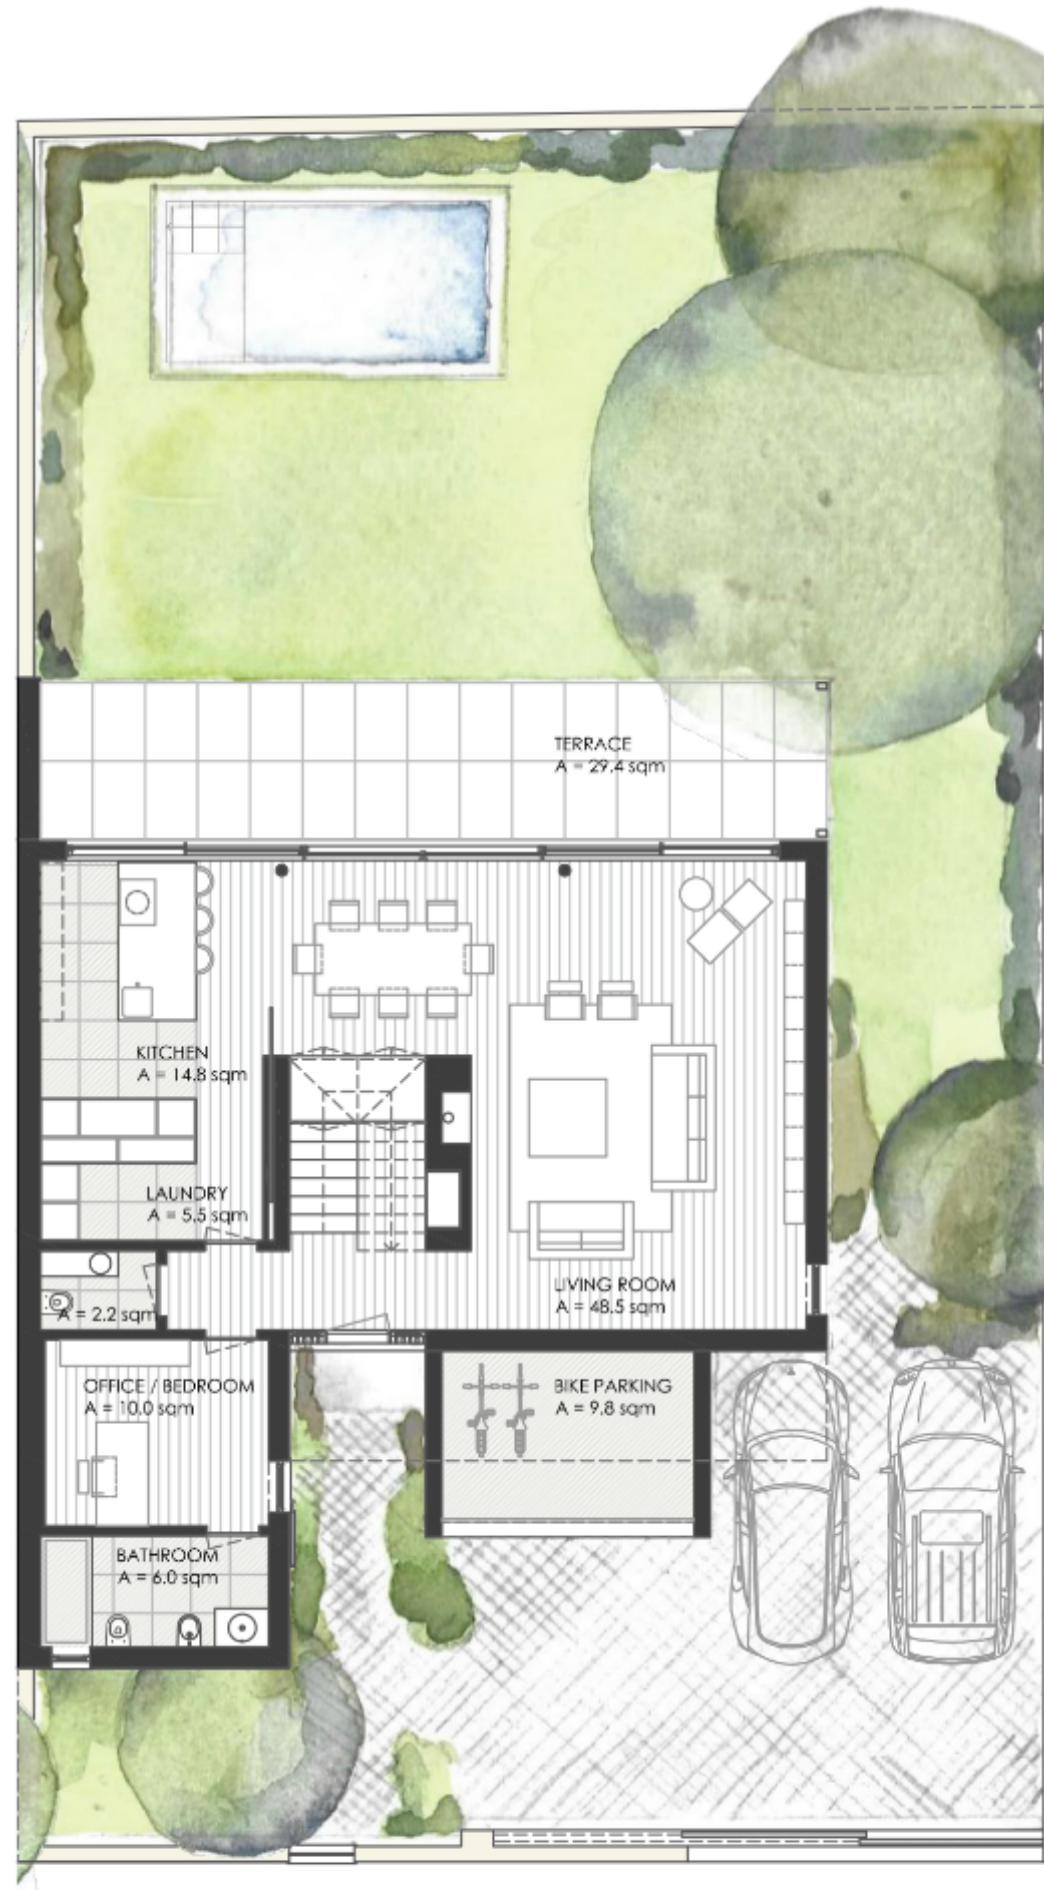 TERRACE
A = 29.4 sqm
KITCHEN
A = 14.8 sqm
LAUNDRY
A = 5.5 sqm
A = 2.2 sqm
LIVING ROOM
A = 48.5 sqm
OFFICE / BEDROOM
A = 10.0 sqm
BIKE PARKING
A = 9.8 sqm
BATHROOM
A = 6.0 sqm